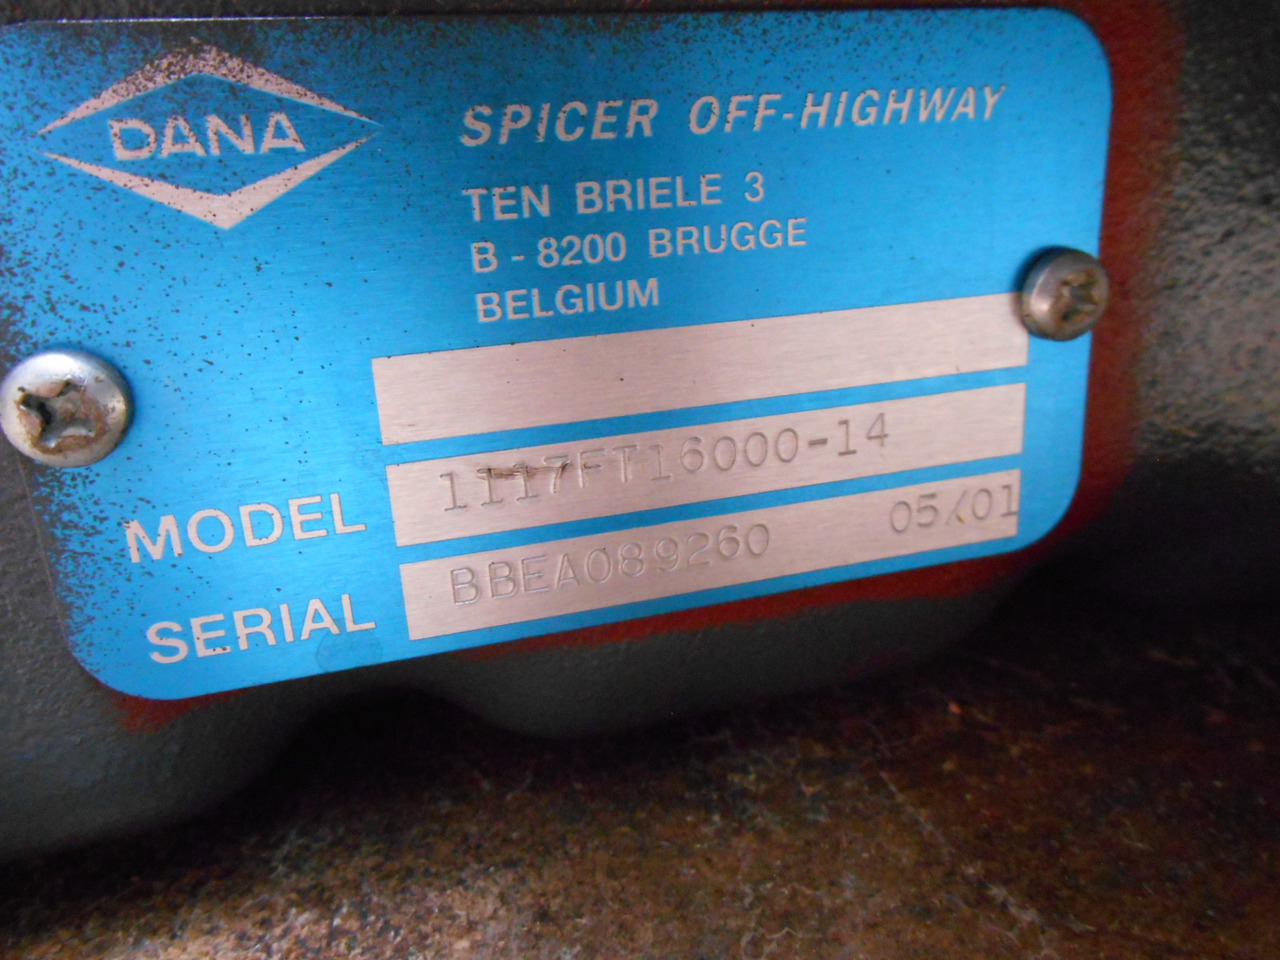 DANA
SPICER OFF-HIGHWAY
TEN BRIELE 3
B - 8200 BRUGGE
BELGIUM
MODEL 1117FT16000-14
SERIAL BBEA089260 05/01